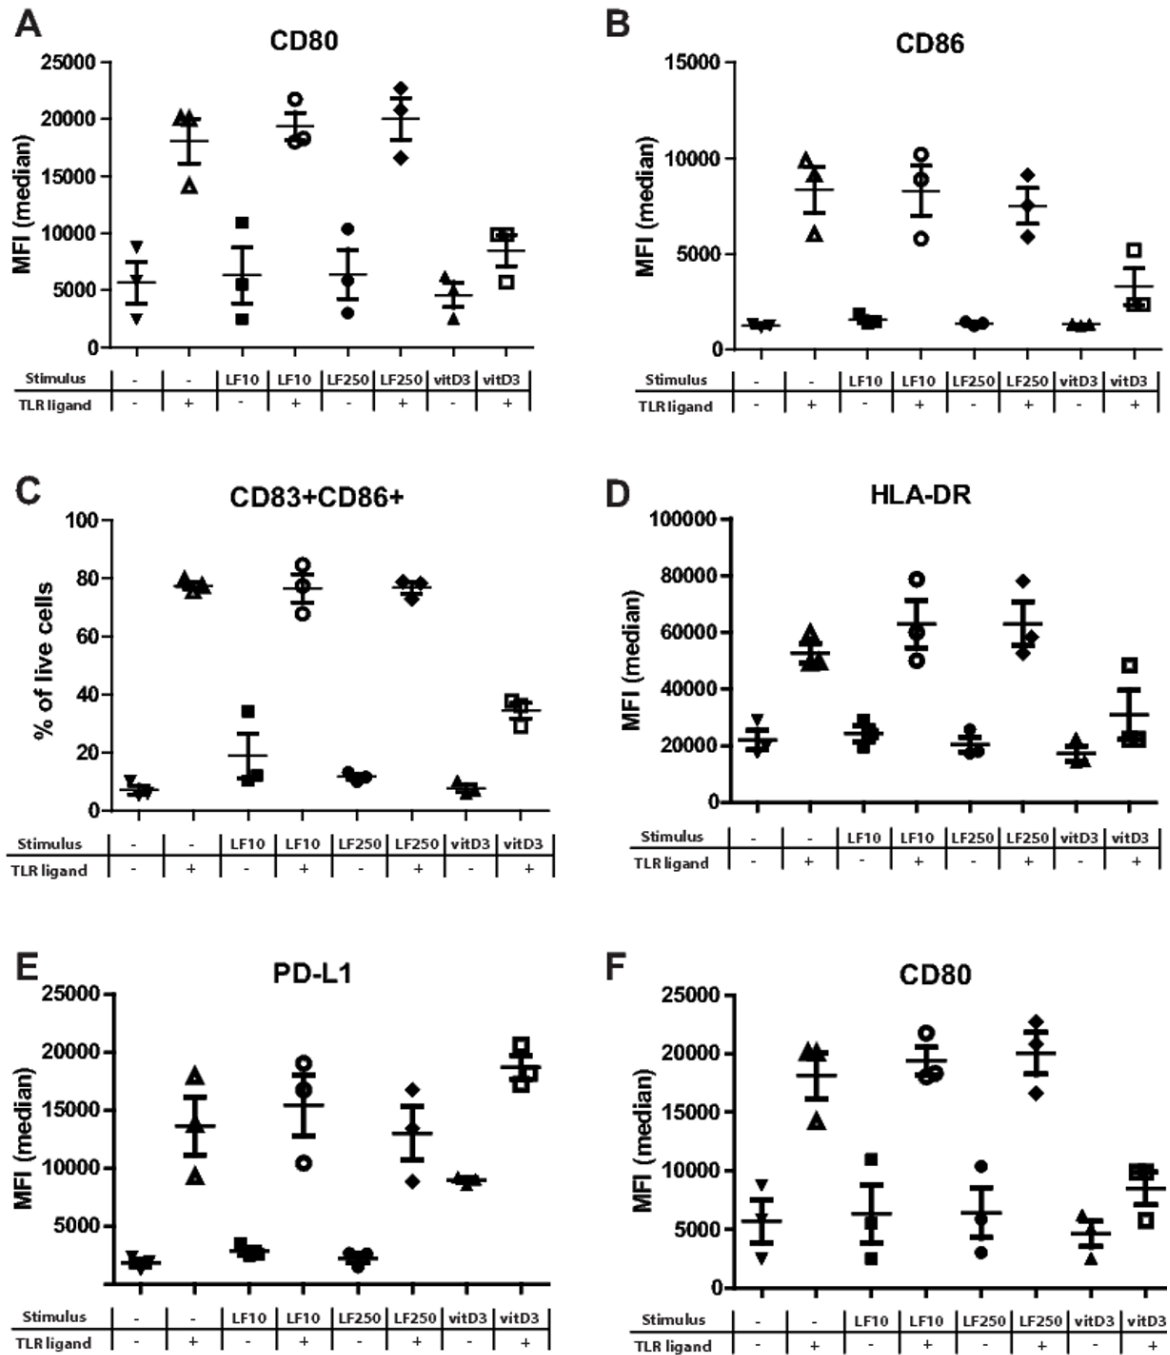 A
CD80
25000
20000
15000
10000
5000
0
MFI (median)
Stimulus - - LF10 LF10 LF250 LF250 vitD3 vitD3
TLR ligand - + - + - + - +
B
CD86
15000
10000
5000
0
MFI (median)
Stimulus - - LF10 LF10 LF250 LF250 vitD3 vitD3
TLR ligand - + - + - + - +
C
CD83+CD86+
100
80
60
40
20
0
% of live cells
Stimulus - - LF10 LF10 LF250 LF250 vitD3 vitD3
TLR ligand - + - + - + - +
D
HLA-DR
100000
80000
60000
40000
20000
0
MFI (median)
Stimulus - - LF10 LF10 LF250 LF250 vitD3 vitD3
TLR ligand - + - + - + - +
E
PD-L1
25000
20000
15000
10000
5000
MFI (median)
Stimulus - - LF10 LF10 LF250 LF250 vitD3 vitD3
TLR ligand - + - + - + - +
F
CD80
25000
20000
15000
10000
5000
0
MFI (median)
Stimulus - - LF10 LF10 LF250 LF250 vitD3 vitD3
TLR ligand - + - + - + - +